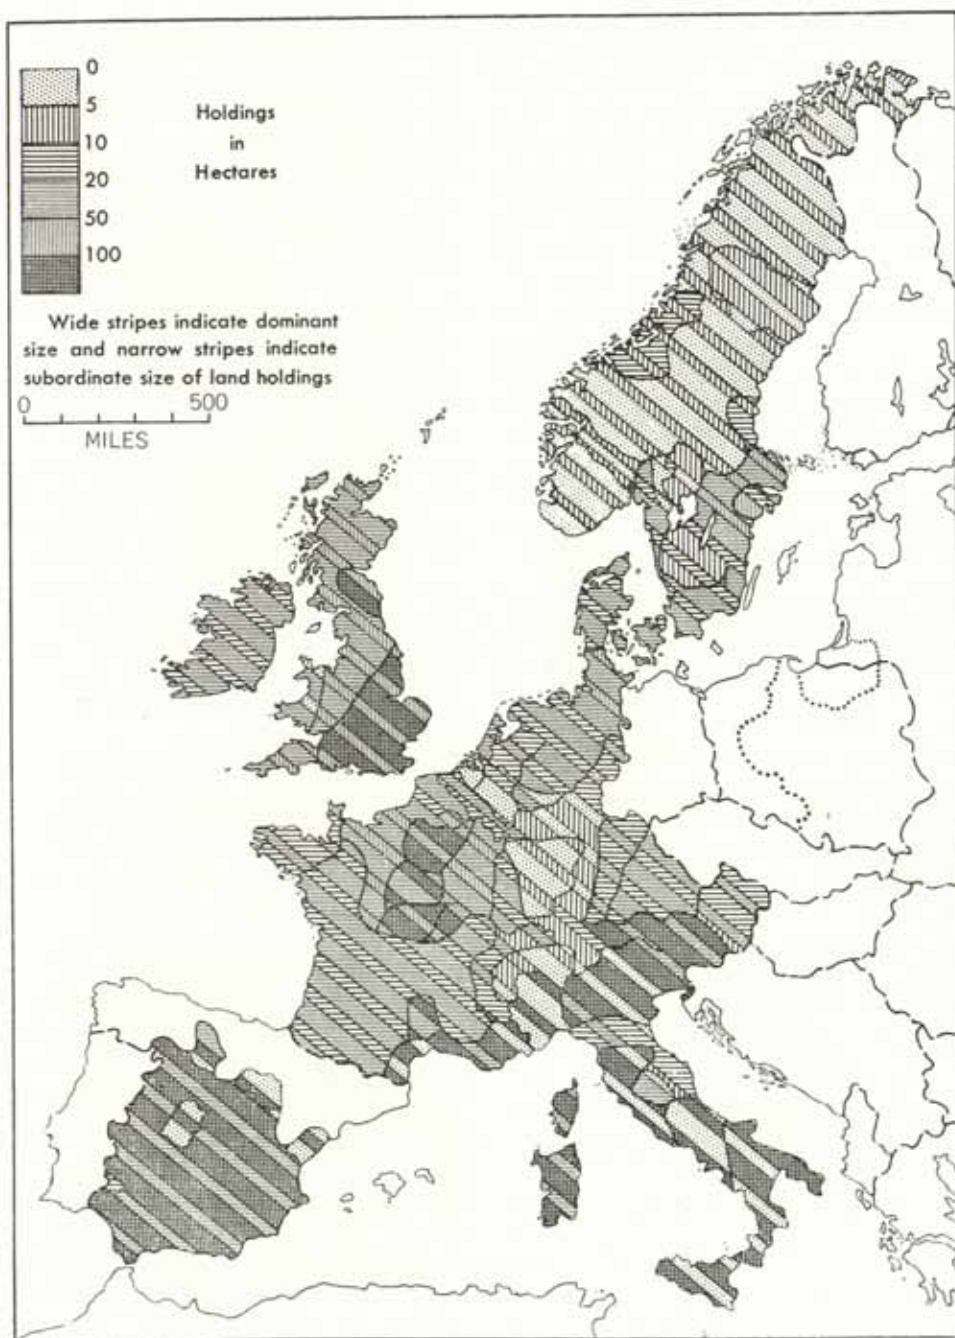 0
5
10
20
50
100
Holdings
in
Hectares
Wide stripes indicate dominant
size and narrow stripes indicate
subordinate size of land holdings
0 500
MILES